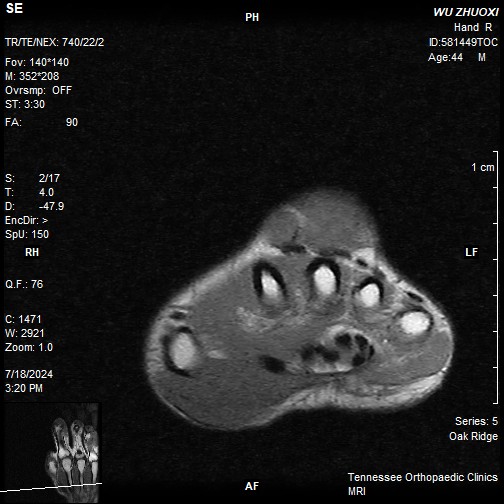 SE
PH
WU ZHUOXI
Hand R
ID:581449TOC
Age:44 M
TR/TE/NEX: 740/22/2
Fov: 140*140
M: 352*208
Ovrsmp: OFF
ST: 3:30
FA: 90
1 cm
S: 2/17
T: 4.0
D: -47.9
EncDir: >
SpU: 150
RH
LF
Q.F.: 76
C: 1471
W: 2921
Zoom: 1.0
7/18/2024
3:20 PM
Series: 5
Oak Ridge
AF
Tennessee Orthopaedic Clinics
MRI